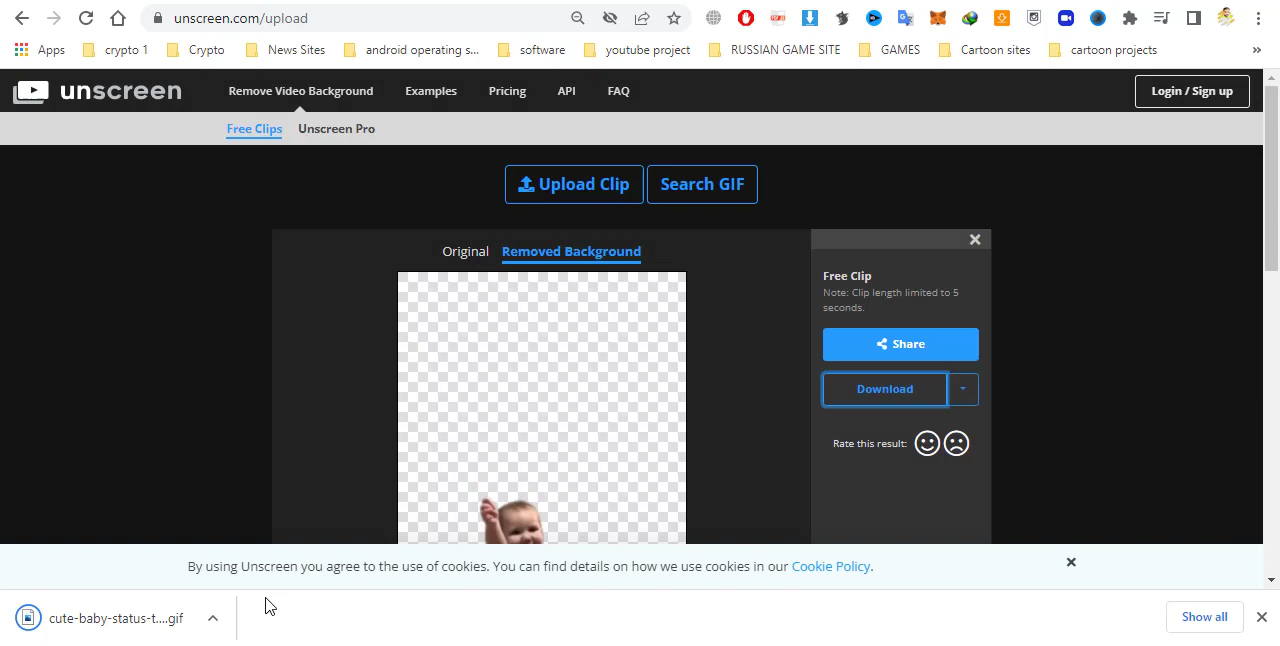 unscreen.com/upload
Apps crypto 1 Crypto News Sites android operating s... software youtube project RUSSIAN GAME SITE GAMES Cartoon sites cartoon projects »
unscreen Remove Video Background Examples Pricing API FAQ Login / Sign up
Free Clips Unscreen Pro
Upload Clip Search GIF
Original Removed Background
Free Clip
Note: Clip length limited to 5
seconds.
Share
Download
Rate this result:
By using Unscreen you agree to the use of cookies. You can find details on how we use cookies in our Cookie Policy.
cute-baby-status-t....gif
Show all